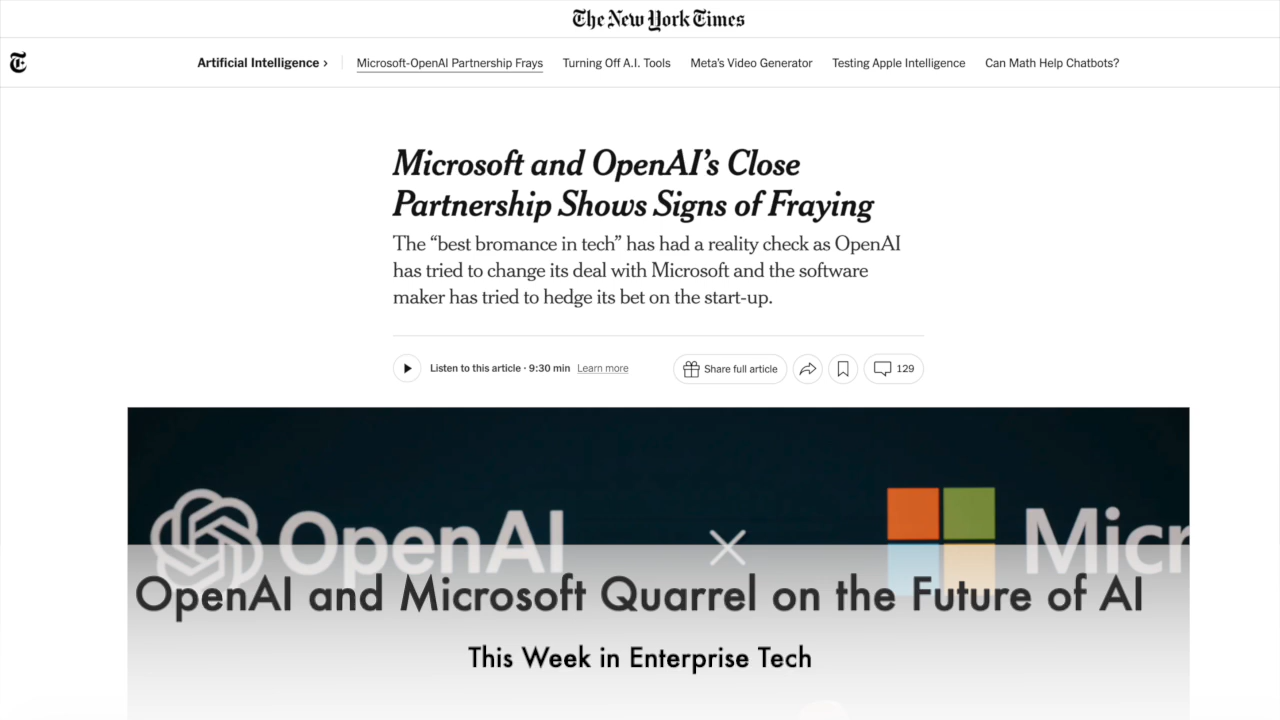 The New York Times
Artificial Intelligence › Microsoft-OpenAI Partnership Frays Turning Off A.I. Tools Meta's Video Generator Testing Apple Intelligence Can Math Help Chatbots?
Microsoft and OpenAI’s Close
Partnership Shows Signs of Fraying
The “best bromance in tech” has had a reality check as OpenAI
has tried to change its deal with Microsoft and the software
maker has tried to hedge its bet on the start-up.
Listen to this article · 9:30 min Learn more Share full article 129
OpenAI × Micr
OpenAI and Microsoft Quarrel on the Future of AI
This Week in Enterprise Tech